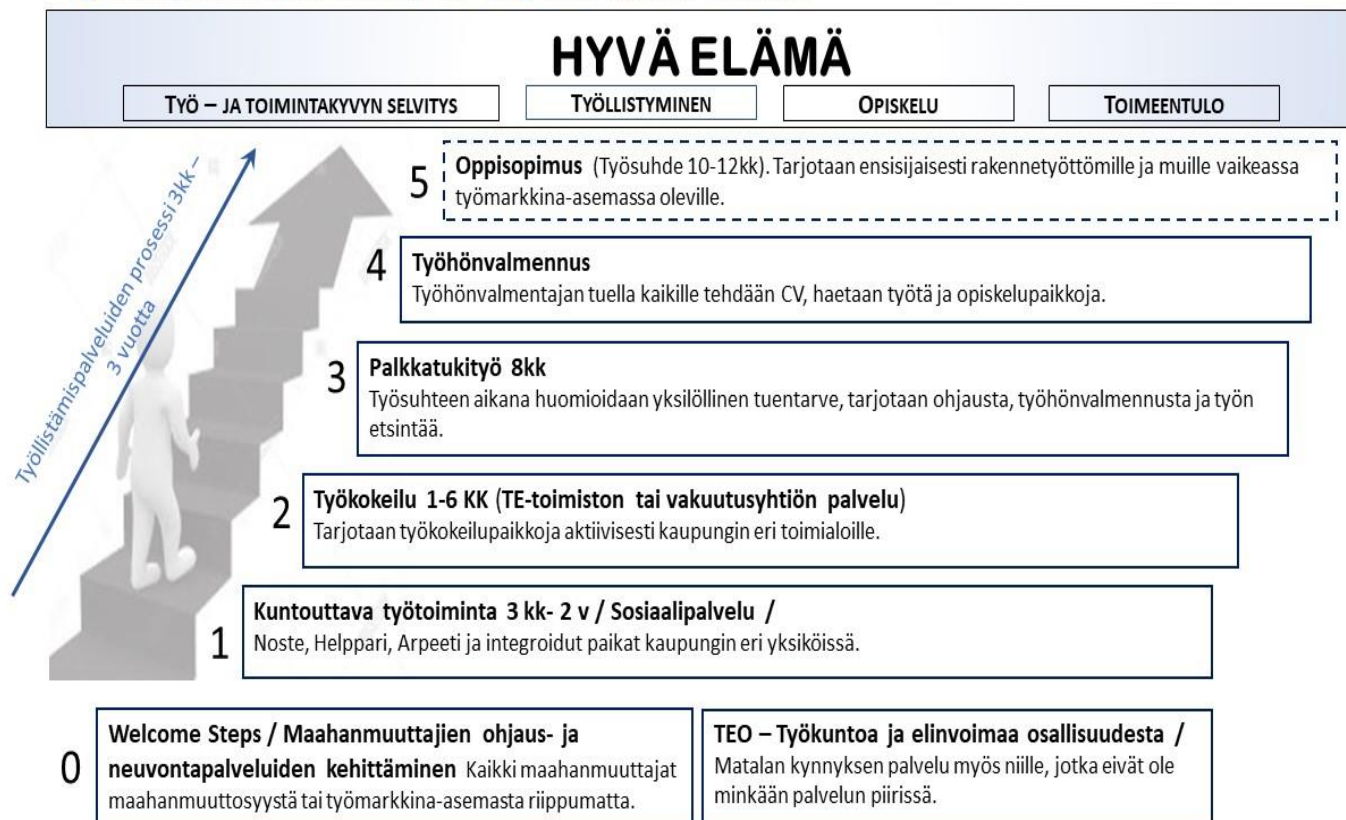 HYVÄ ELÄMÄ
TYÖ – JA TOIMINTAKYVYN SELVITYS
TYÖLLISTYMINEN
OPISKELU
TOIMEENTULO
Työllistämispalveluiden prosessi 3kk –
3 vuotta
5
Oppisopimus (Työsuhde 10-12kk). Tarjotaan ensisijaisesti rakennetyöttömille ja muille vaikeassa
työmarkkina-asemassa oleville.
4
Työhönvalmennus
Työhönvalmentajan tuella kaikille tehdään CV, haetaan työtä ja opiskelupaikkoja.
3
Palkkatukityö 8kk
Työsuhteen aikana huomioidaan yksilöllinen tuentarve, tarjotaan ohjausta, työhönvalmennusta ja työn
etsintää.
2
Työkokeilu 1-6 KK (TE-toimiston tai vakuutusyhtiön palvelu)
Tarjotaan työkokeilupaikkoja aktiivisesti kaupungin eri toimialoille.
1
Kuntouttava työtoiminta 3 kk- 2 v / Sosiaalipalvelu /
Noste, Helppari, Arpeeti ja integroidut paikat kaupungin eri yksiköissä.
0
Welcome Steps / Maahanmuuttajien ohjaus- ja
neuvontapalveluiden kehittäminen Kaikki maahanmuuttajat
maahanmuuttosyystä tai työmarkkina-asemasta riippumatta.
TEO – Työkuntoa ja elinvoimaa osallisuudesta /
Matalan kynnyksen palvelu myös niille, jotka eivät ole
minkään palvelun piirissä.